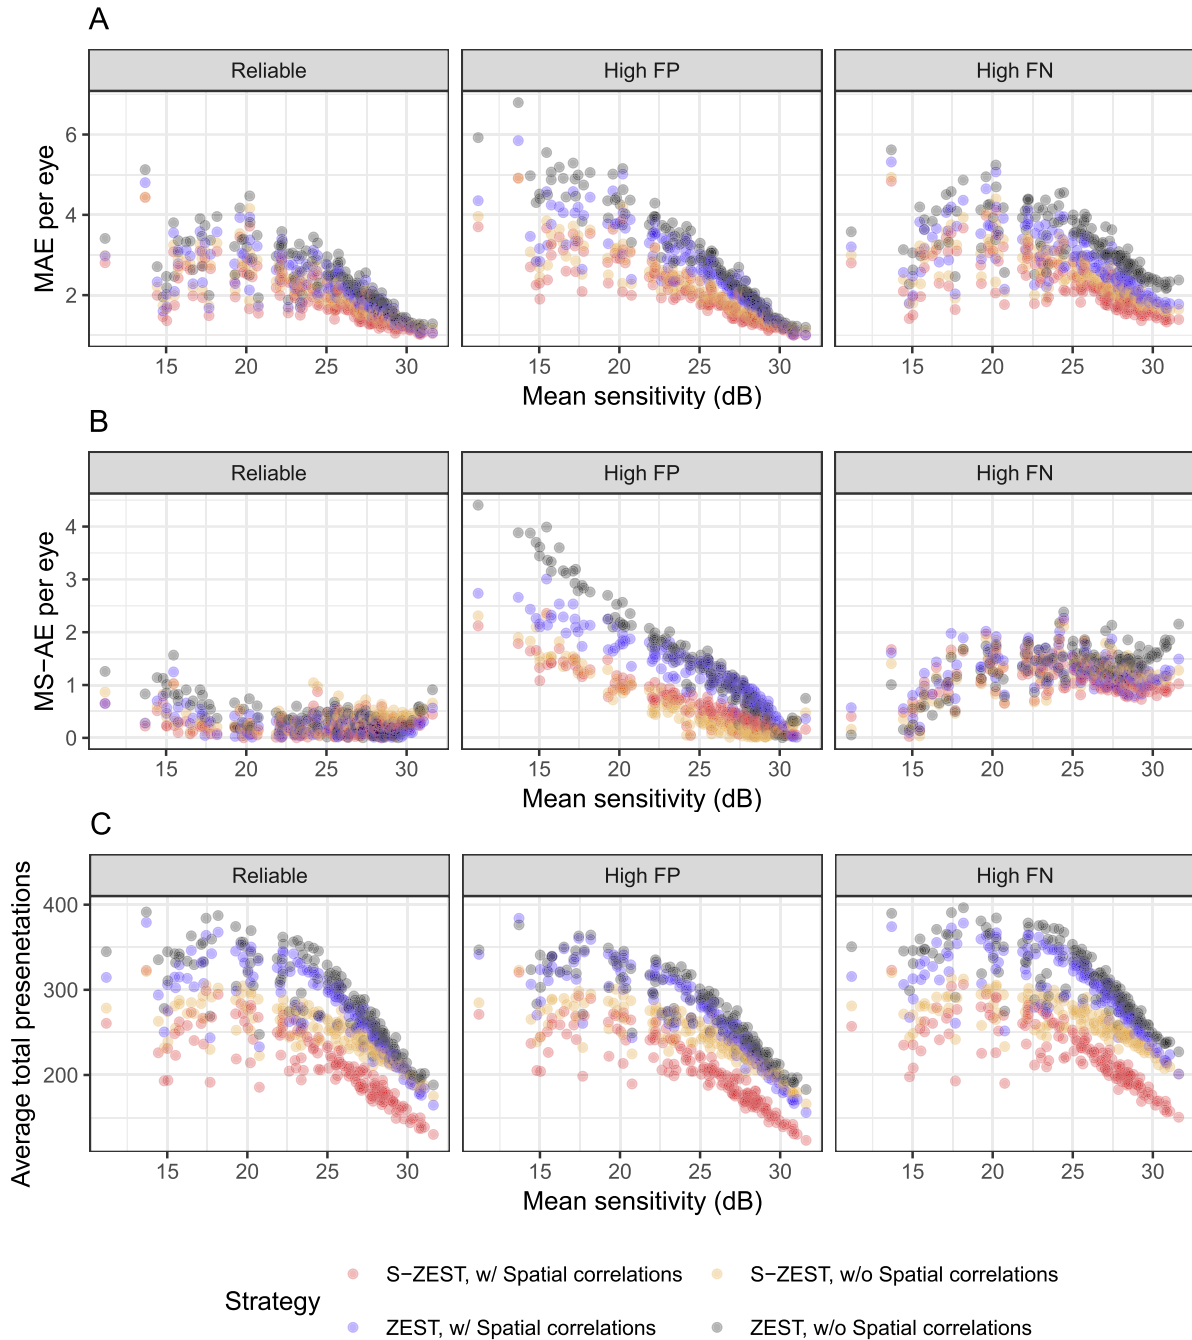 A
Reliable
High FP
High FN
MAE per eye
6
4
2
15 20 25 30
15 20 25 30
15 20 25 30
Mean sensitivity (dB)
B
Reliable
High FP
High FN
MS−AE per eye
4
3
2
1
0
15 20 25 30
15 20 25 30
15 20 25 30
Mean sensitivity (dB)
C
Reliable
High FP
High FN
Average total presenetations
400
300
200
15 20 25 30
15 20 25 30
15 20 25 30
Mean sensitivity (dB)
Strategy
S−ZEST, w/ Spatial correlations
S−ZEST, w/o Spatial correlations
ZEST, w/ Spatial correlations
ZEST, w/o Spatial correlations